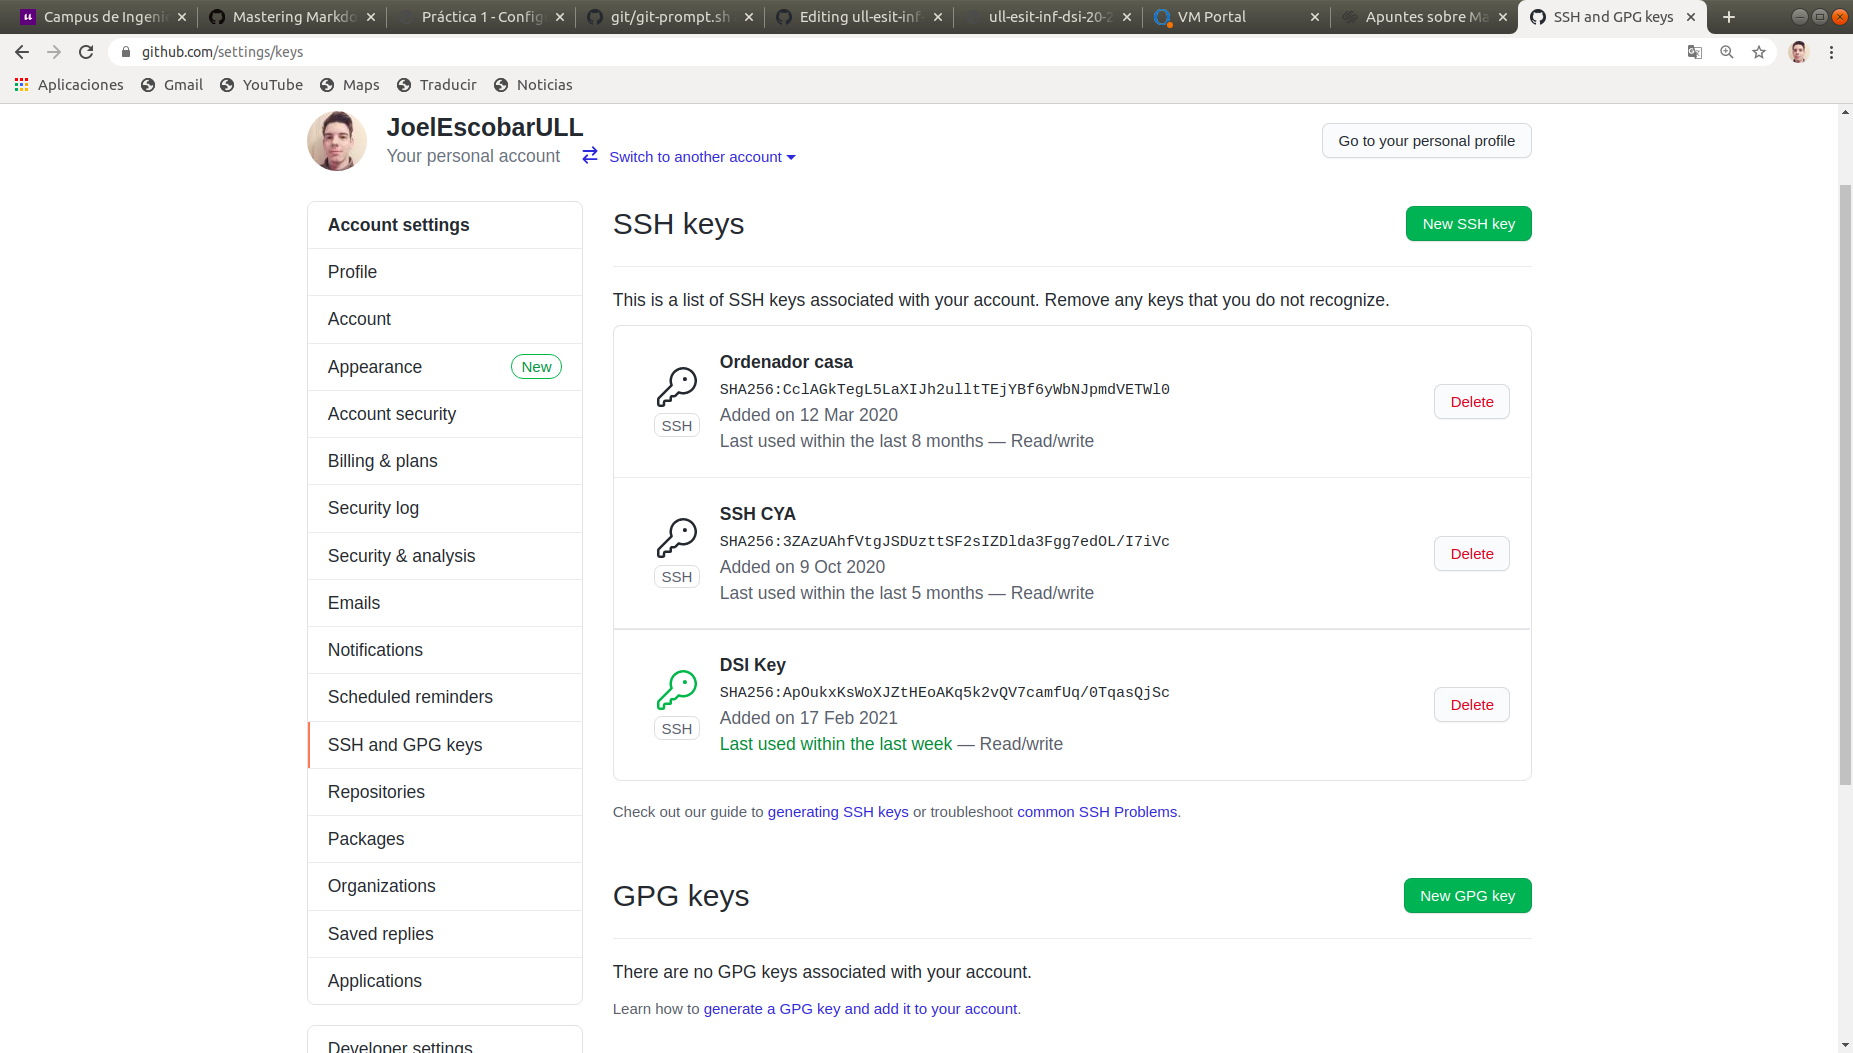 Campus de Ingenie
Mastering Markdo
Práctica 1 - Config
git/git-prompt.sh
Editing ull-esit-inf-
ull-esit-inf-dsi-20-2
VM Portal
Apuntes sobre Ma
SSH and GPG keys
github.com/settings/keys
Aplicaciones
Gmail
YouTube
Maps
Traducir
Noticias
JoelEscobarULL
Your personal account
Switch to another account
Go to your personal profile
Account settings
Profile
Account
Appearance
New
Account security
Billing & plans
Security log
Security & analysis
Emails
Notifications
Scheduled reminders
SSH and GPG keys
Repositories
Packages
Organizations
Saved replies
Applications
Developer settings
SSH keys
New SSH key
This is a list of SSH keys associated with your account. Remove any keys that you do not recognize.
Ordenador casa
SHA256:CclAGkTegL5LaXIJh2ulltTEjYBf6yWbNJpmdVETWl0
Added on 12 Mar 2020
Last used within the last 8 months — Read/write
SSH
Delete
SSH CYA
SHA256:3ZAzUAhfVtgJSDUzttSF2sIZDlda3Fgg7edOL/I7iVc
Added on 9 Oct 2020
Last used within the last 5 months — Read/write
SSH
Delete
DSI Key
SHA256:ApOukxKsWoXJZtHEoAKq5k2vQV7camfUq/0TqasQjSc
Added on 17 Feb 2021
Last used within the last week — Read/write
SSH
Delete
Check out our guide to generating SSH keys or troubleshoot common SSH Problems.
GPG keys
New GPG key
There are no GPG keys associated with your account.
Learn how to generate a GPG key and add it to your account.